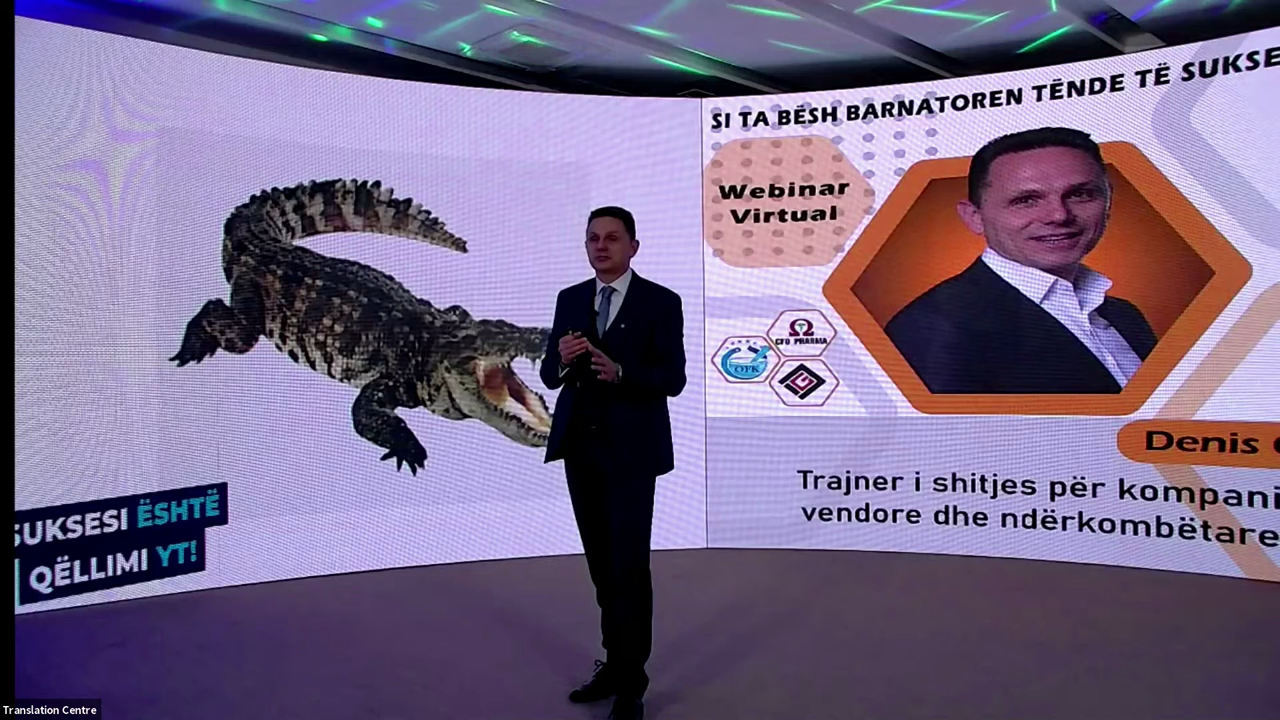 SI TA BËSH BARNATOREN TËNDE TË SUKSE
Webinar
Virtual
CFO PHARMA
OFK
SUKSESI ËSHTË
QËLLIMI YT!
Denis
Trajner i shitjes për kompani
vendore dhe ndërkombëtare
Translation Centre